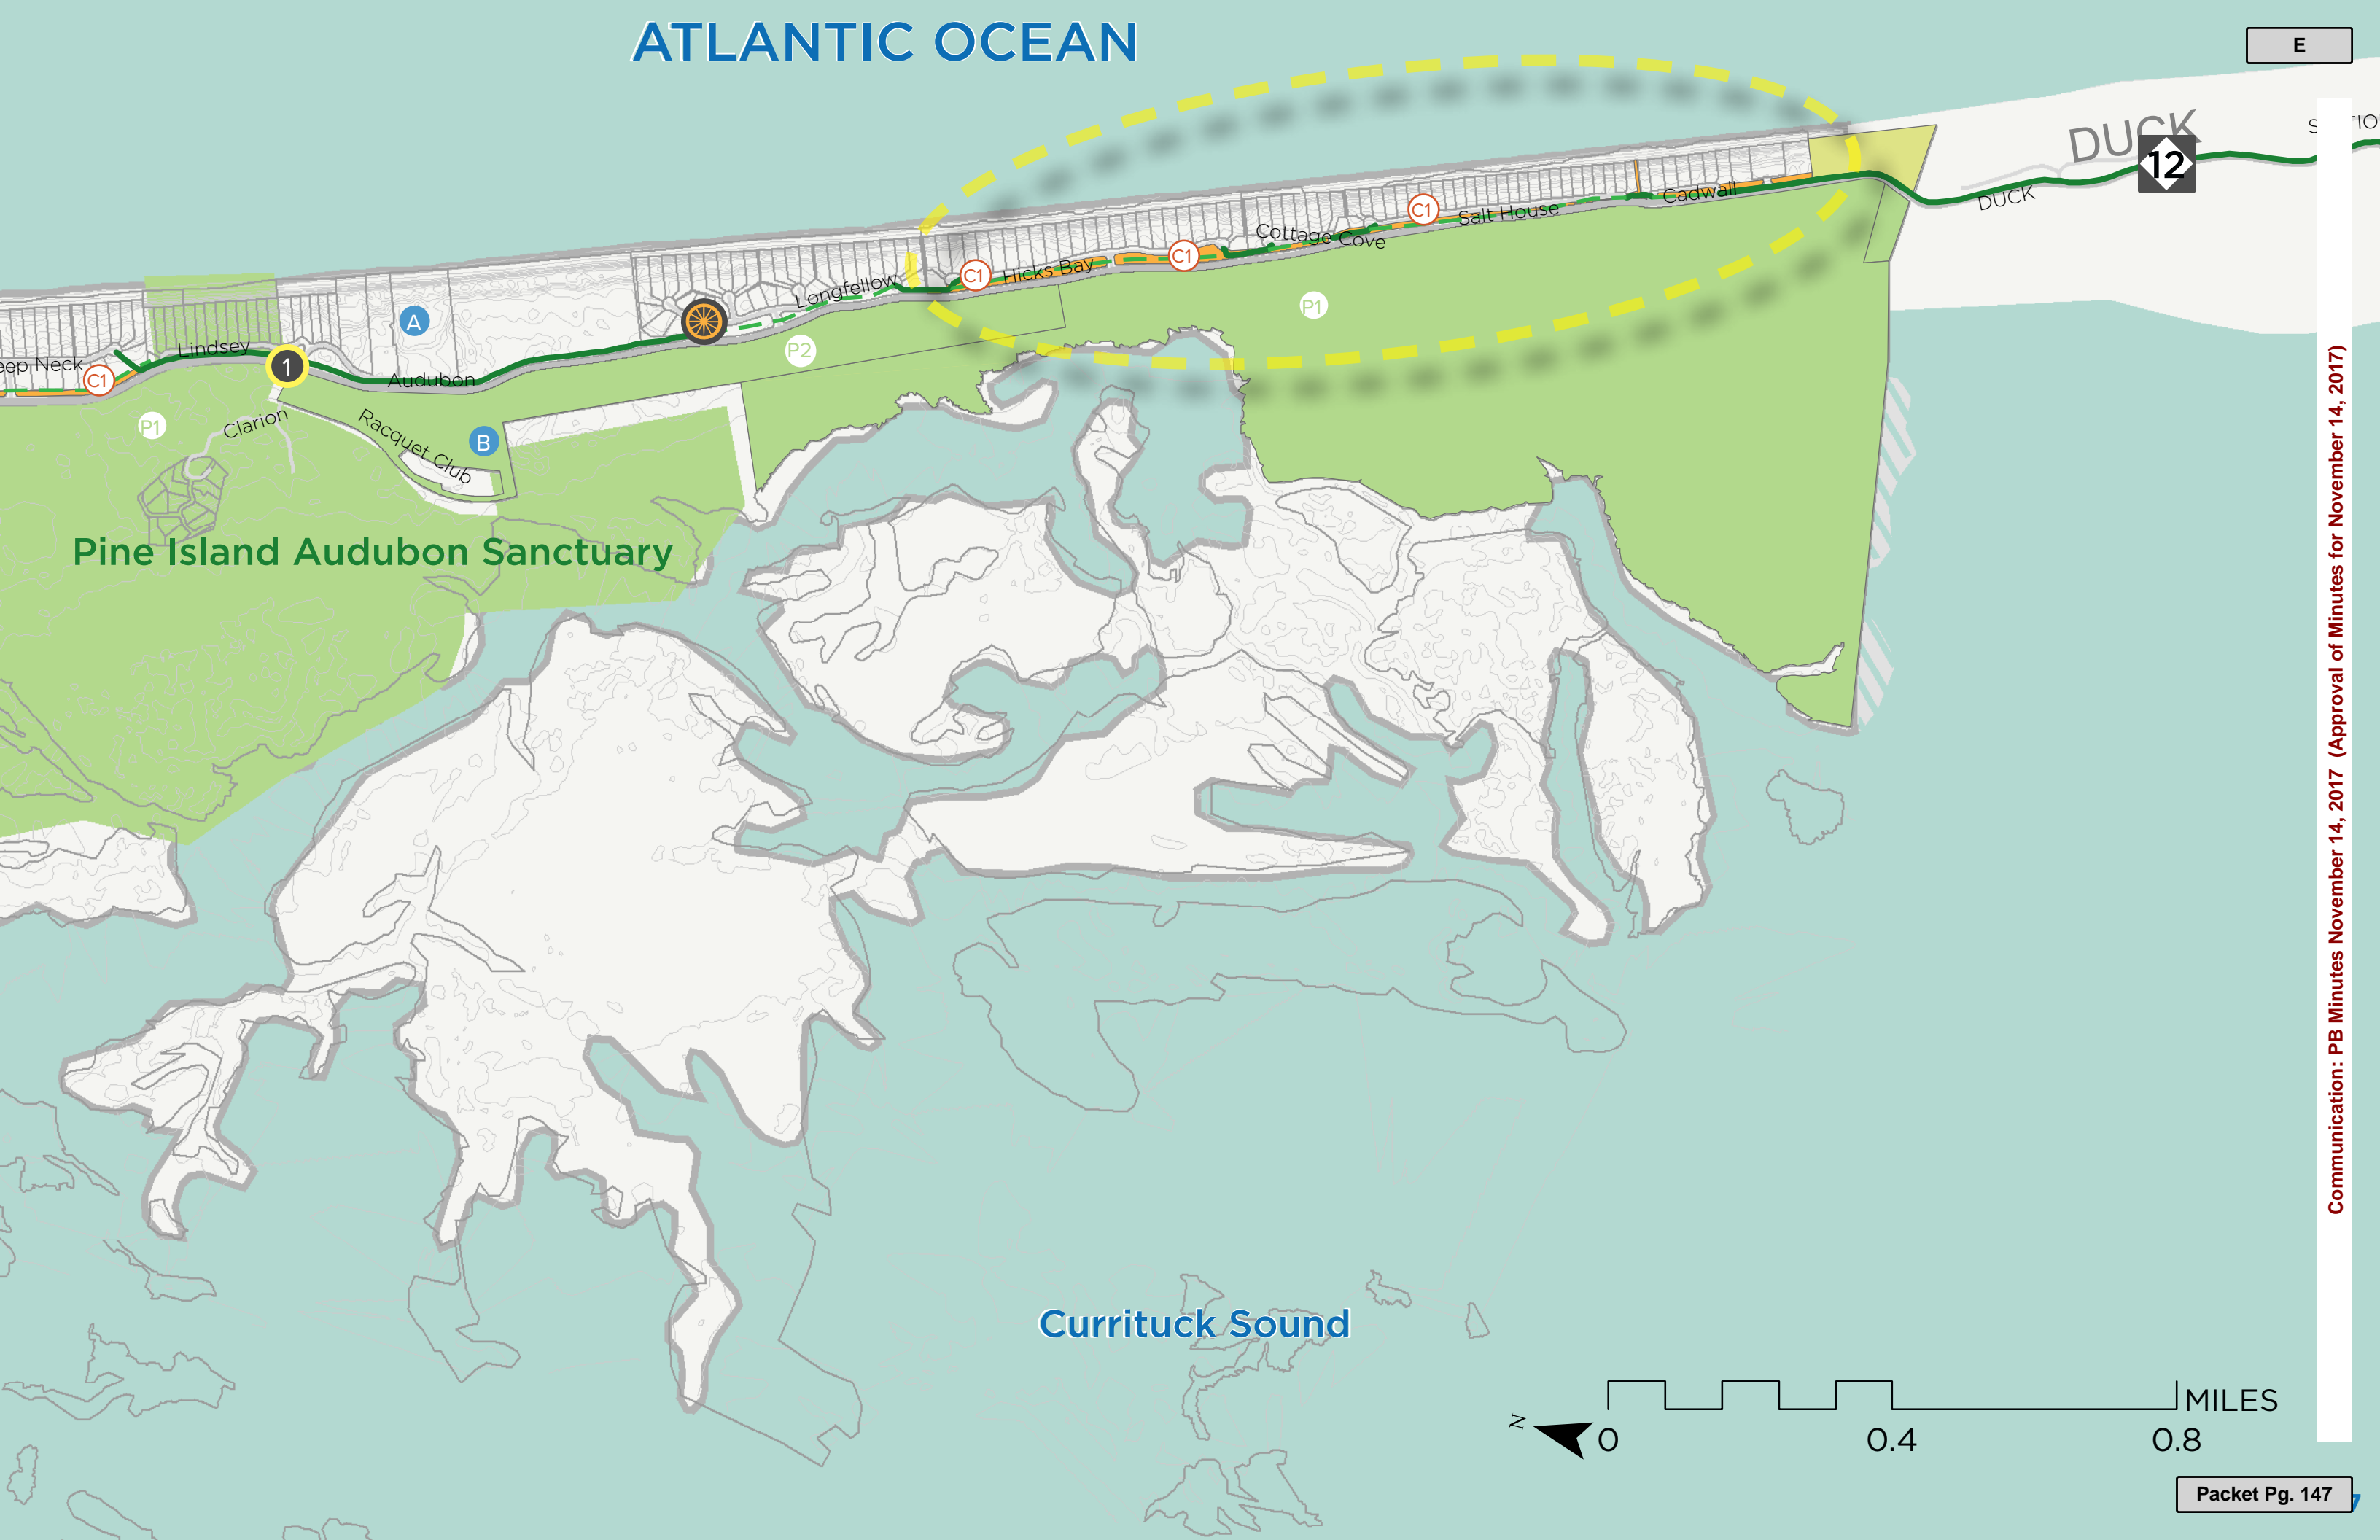 ATLANTIC OCEAN
E
DUCK
12
DUCK
Cadwall
Salt House
C1
Cottage Cove
C1
Hicks Bay
C1
Longfellow
P1
P2
A
Lindsey
1
Audubon
eep Neck
C1
P1
Clarion
Racquet Club
B
Pine Island Audubon Sanctuary
Communication: PB Minutes November 14, 2017 (Approval of Minutes for November 14, 2017)
Currituck Sound
N
MILES
0
0.4
0.8
Packet Pg. 147
7